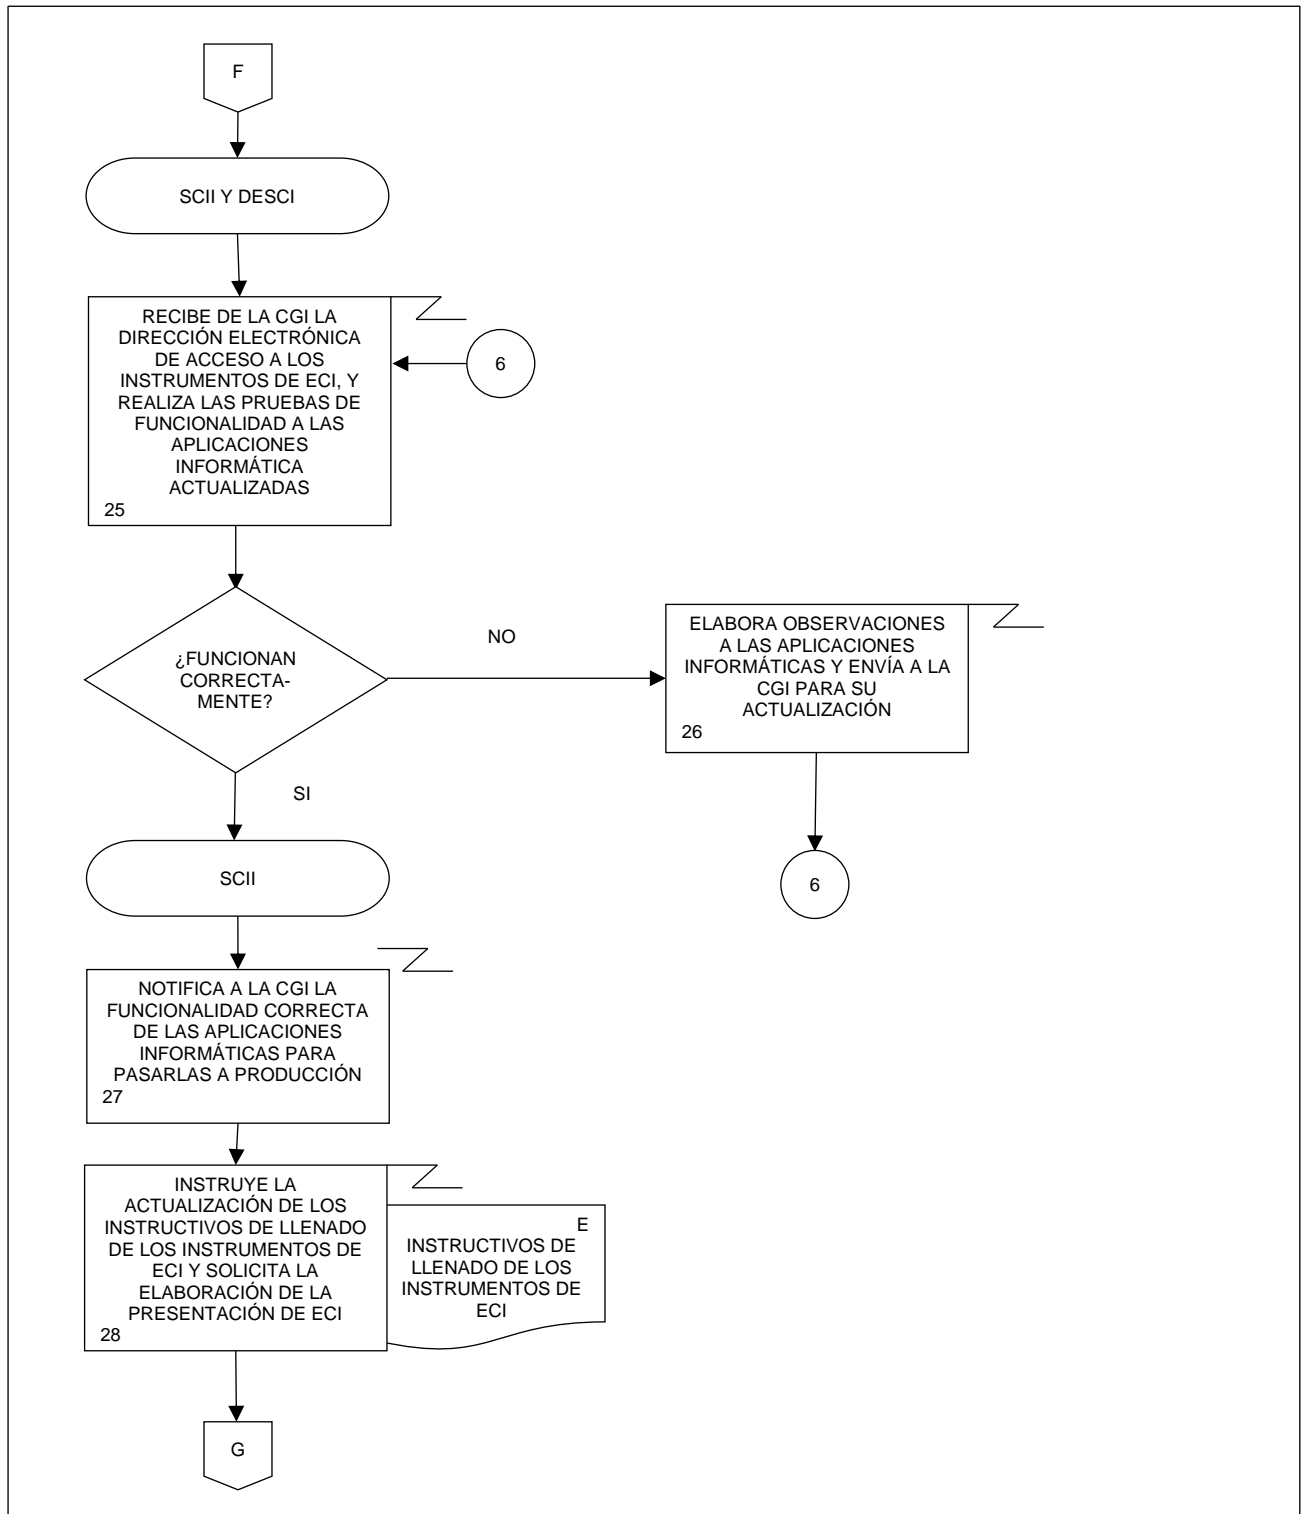 F
SCII Y DESCI
RECIBE DE LA CGI LA
DIRECCIÓN ELECTRÓNICA
DE ACCESO A LOS
INSTRUMENTOS DE ECI, Y
REALIZA LAS PRUEBAS DE
FUNCIONALIDAD A LAS
APLICACIONES
INFORMÁTICA
ACTUALIZADAS
25
6
¿FUNCIONAN
CORRECTA-
MENTE?
NO
ELABORA OBSERVACIONES
A LAS APLICACIONES
INFORMÁTICAS Y ENVÍA A LA
CGI PARA SU
ACTUALIZACIÓN
26
6
SI
SCII
NOTIFICA A LA CGI LA
FUNCIONALIDAD CORRECTA
DE LAS APLICACIONES
INFORMÁTICAS PARA
PASARLAS A PRODUCCIÓN
27
INSTRUYE LA
ACTUALIZACIÓN DE LOS
INSTRUCTIVOS DE LLENADO
DE LOS INSTRUMENTOS DE
ECI Y SOLICITA LA
ELABORACIÓN DE LA
PRESENTACIÓN DE ECI
28
E
INSTRUCTIVOS DE
LLENADO DE LOS
INSTRUMENTOS DE
ECI
G